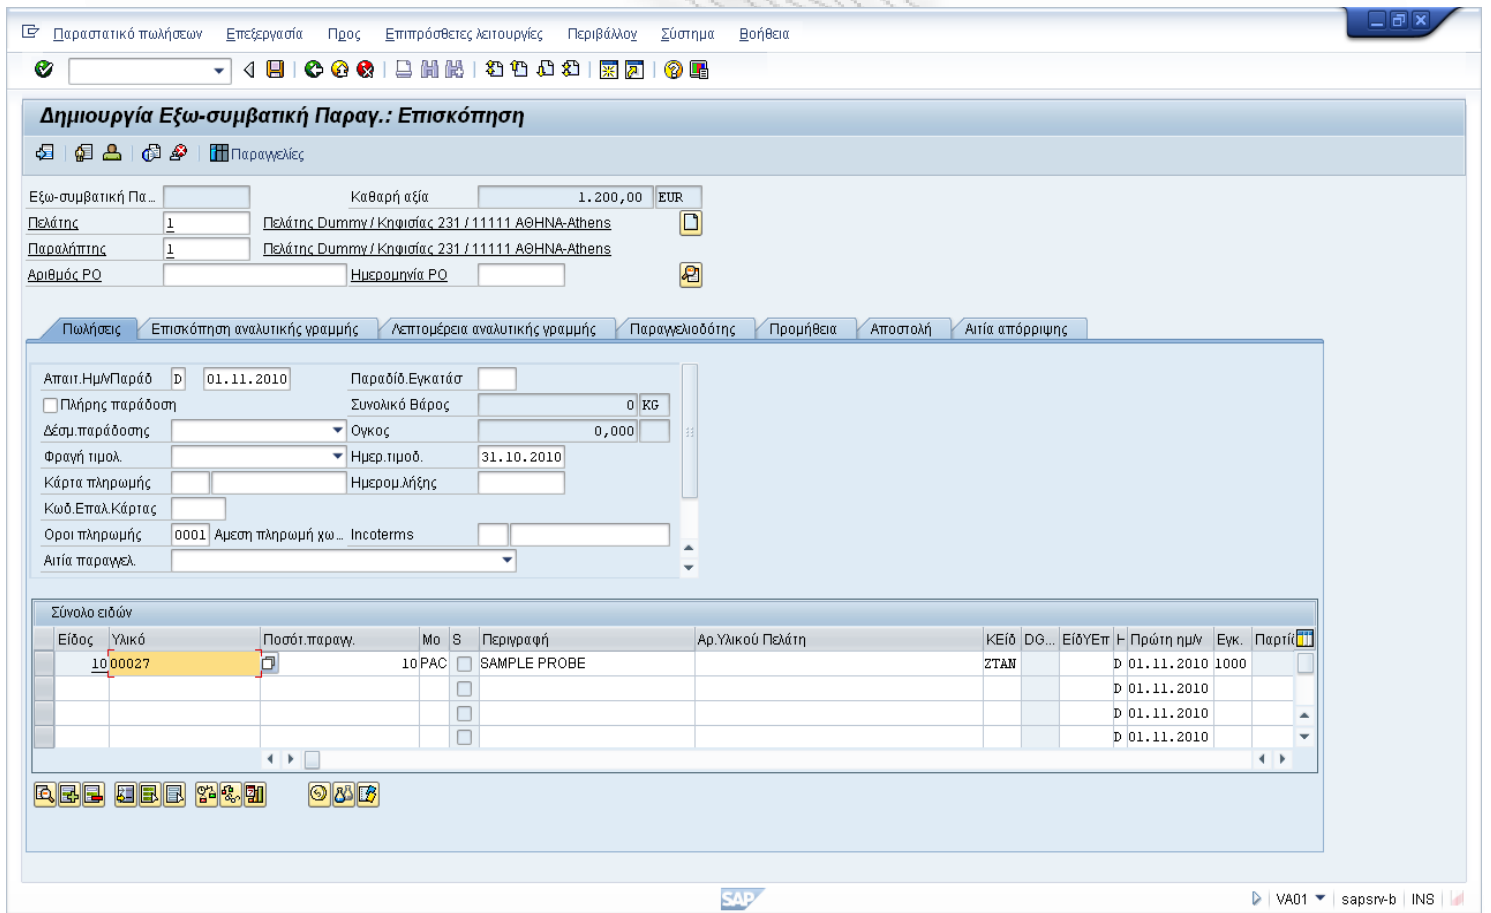 Παραστατικό πωλήσεων Επεξεργασία Προς Επιπρόσθετες λειτουργίες Περιβάλλον Σύστημα Βοήθεια
Δημιουργία Εξω-συμβατική Παραγ.: Επισκόπηση
Παραγγελίες
Εξω-συμβατική Πα... Καθαρή αξία 1.200,00 EUR
Πελάτης 1 Πελάτης Dummy / Κηφισίας 231 / 11111 ΑΘΗΝΑ-Athens
Παραλήπτης 1 Πελάτης Dummy / Κηφισίας 231 / 11111 ΑΘΗΝΑ-Athens
Αριθμός PO Ημερομηνία PO
Πωλήσεις Επισκόπηση αναλυτικής γραμμής Λεπτομέρεια αναλυτικής γραμμής Παραγγελιοδότης Προμήθεια Αποστολή Αιτία απόρριψης
Απαιτ.Ημ/νΠαράδ D 01.11.2010 Παραδίδ.Εγκατάσ
Πλήρης παράδοση Συνολικό Βάρος 0 KG
Δέσμ.παράδοσης Ογκος 0,000
Φραγή τιμολ. Ημερ.τιμοδ. 31.10.2010
Κάρτα πληρωμής Ημερομ.λήξης
Κωδ.Επαλ.Κάρτας
Οροι πληρωμής 0001 Αμεση πληρωμή χω... Incoterms
Αιτία παραγγελ.
Σύνολο ειδών
Είδος Υλικό Ποσότ.παραγγ. Μο S Περιγραφή Αρ.Υλικού Πελάτη ΚΕίδ DG... ΕίδΥΕπ Η Πρώτη ημ/ν Εγκ. Παρτίδ
10 00027 10 PAC SAMPLE PROBE ZTAN D 01.11.2010 1000
D 01.11.2010
D 01.11.2010
D 01.11.2010
SAP
VA01 sapsrv-b INS